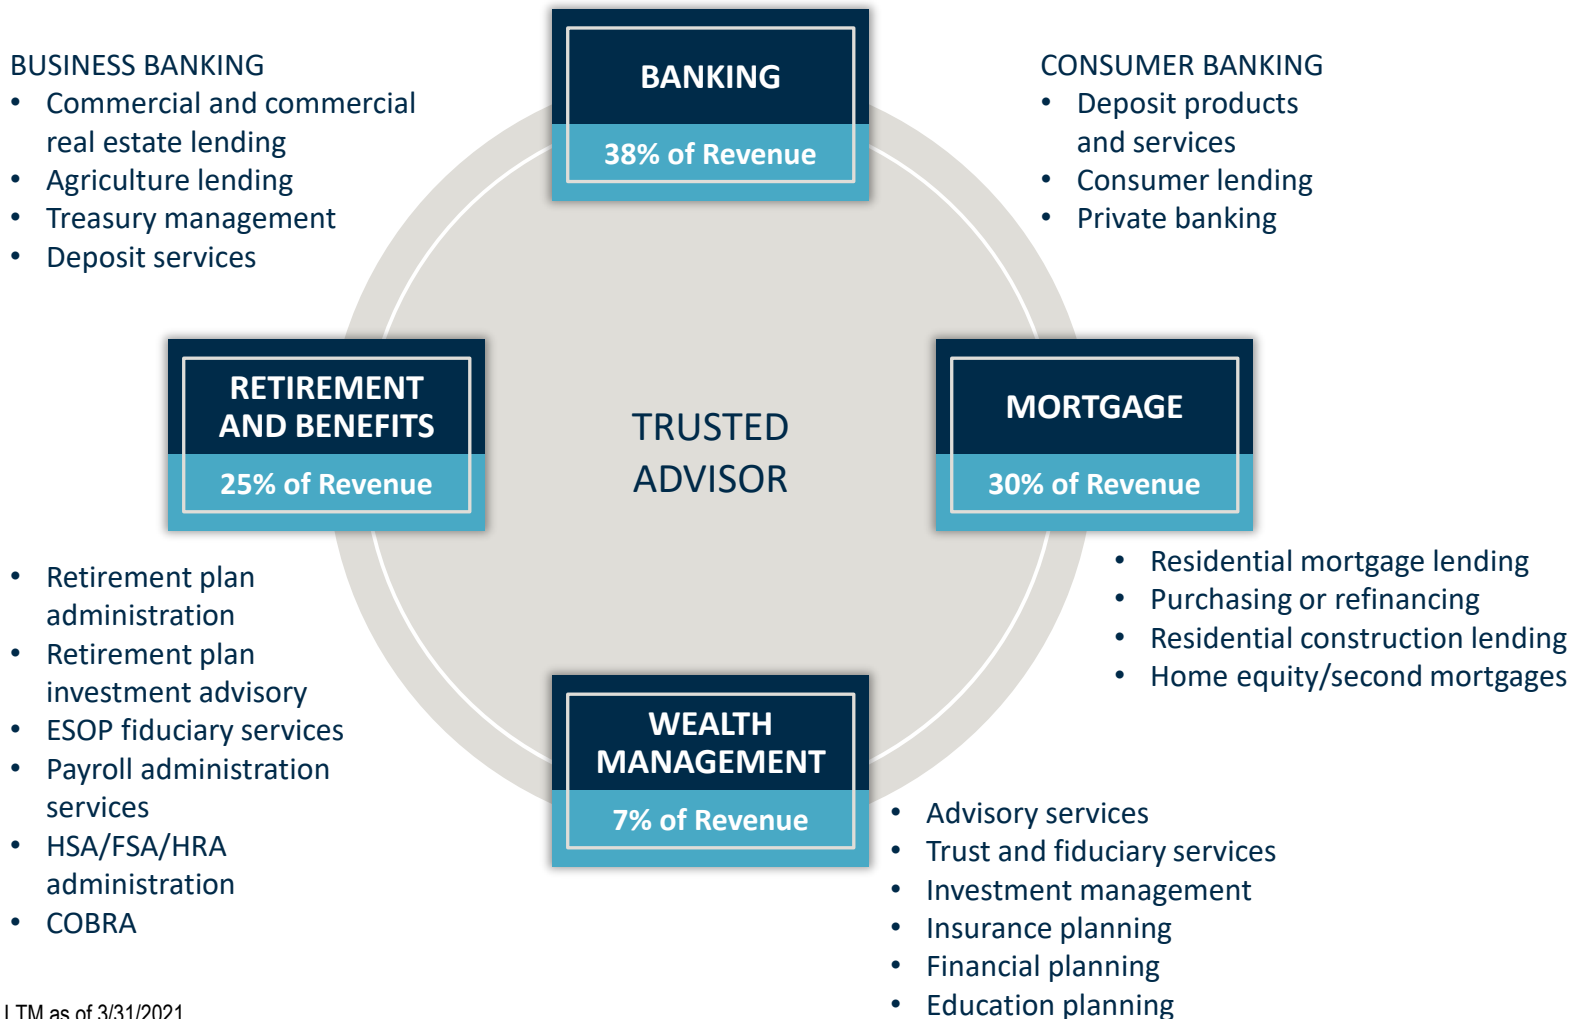 BANKING
38% of Revenue
BUSINESS BANKING
• Commercial and commercial
real estate lending
• Agriculture lending
• Treasury management
• Deposit services
CONSUMER BANKING
• Deposit products
and services
• Consumer lending
• Private banking
RETIREMENT
AND BENEFITS
25% of Revenue
TRUSTED
ADVISOR
MORTGAGE
30% of Revenue
• Retirement plan
administration
• Retirement plan
investment advisory
• ESOP fiduciary services
• Payroll administration
services
• HSA/FSA/HRA
administration
• COBRA
• Residential mortgage lending
• Purchasing or refinancing
• Residential construction lending
• Home equity/second mortgages
WEALTH
MANAGEMENT
7% of Revenue
• Advisory services
• Trust and fiduciary services
• Investment management
• Insurance planning
• Financial planning
• Education planning
LTM as of 3/31/2021